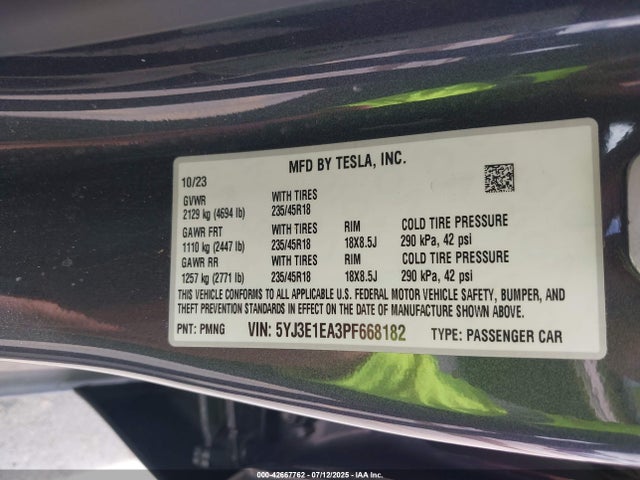 MFD BY TESLA, INC.
10/23
GVWR WITH TIRES
2129 kg (4694 lb) 235/45R18
GAWR FRT WITH TIRES RIM COLD TIRE PRESSURE
1110 kg (2447 lb) 235/45R18 18X8.5J 290 kPa, 42 psi
GAWR RR WITH TIRES RIM COLD TIRE PRESSURE
1257 kg (2771 lb) 235/45R18 18X8.5J 290 kPa, 42 psi
THIS VEHICLE CONFORMS TO ALL APPLICABLE U.S. FEDERAL MOTOR VEHICLE SAFETY, BUMPER, AND
THEFT PREVENTION STANDARDS IN EFFECT ON THE DATE OF MANUFACTURE SHOWN ABOVE.
PNT: PMNG VIN: 5YJ3E1EA3PF668182 TYPE: PASSENGER CAR
000-42667762 - 07/12/2025 - IAA Inc.